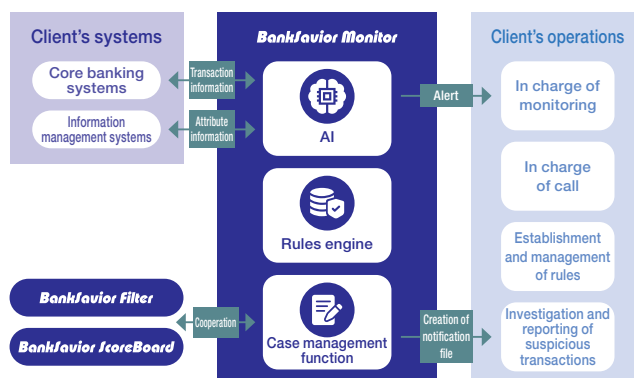 Client's systems
Core banking
systems
Information
management systems
Transaction
information
Attribute
information
BankSavior Monitor
AI
Rules engine
Case management
function
BankSavior Filter
BankSavior ScoreBoard
Cooperation
Alert
Creation of
notification
file
Client's operations
In charge of
monitoring
In charge
of call
Establishment
and management
of rules
Investigation and
reporting of
suspicious
transactions